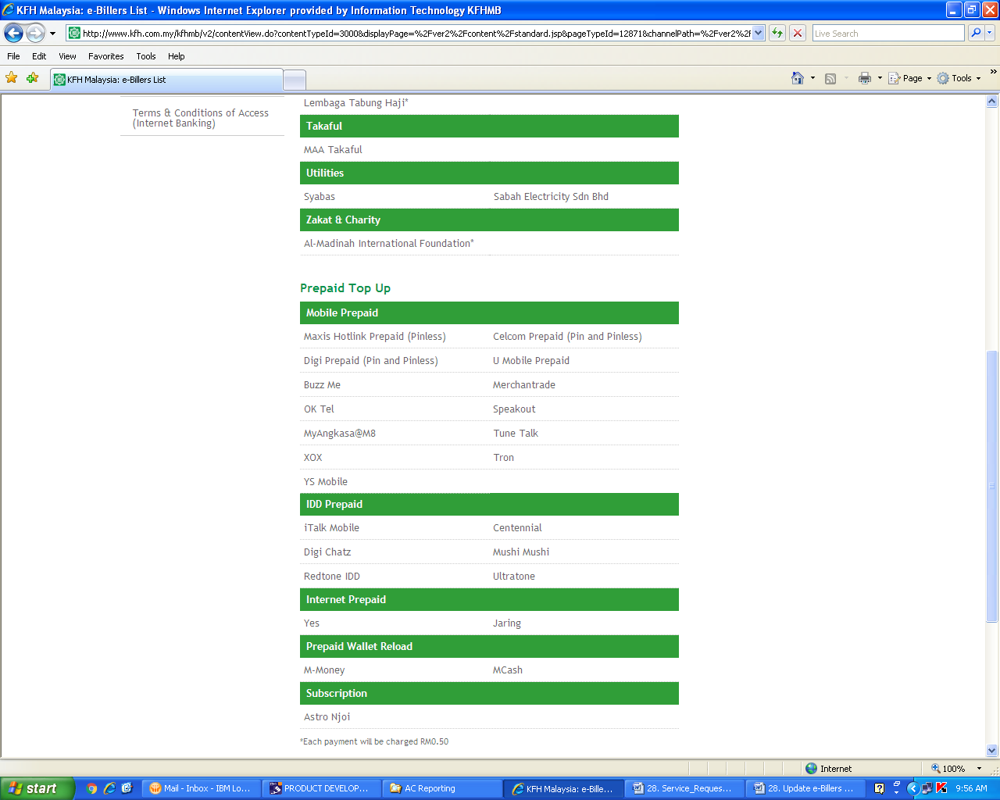 KFH Malaysia: e-Billers List - Windows Internet Explorer provided by Information Technology KFHMB
http://www.kfh.com.my/kfhmb/v2/contentView.do?contentTypeId=3000&displayPage=%2Fver2%2Fcontent%2Fstandard.jsp&pageTypeId=12871&channelPath=%2Fver2%2F
Live Search
File Edit View Favorites Tools Help
KFH Malaysia: e-Billers List
Page Tools
Terms & Conditions of Access
(Internet Banking)
Lembaga Tabung Haji*
Takaful
MAA Takaful
Utilities
Syabas Sabah Electricity Sdn Bhd
Zakat & Charity
Al-Madinah International Foundation*
Prepaid Top Up
Mobile Prepaid
Maxis Hotlink Prepaid (Pinless) Celcom Prepaid (Pin and Pinless)
Digi Prepaid (Pin and Pinless) U Mobile Prepaid
Buzz Me Merchantrade
OK Tel Speakout
MyAngkasa@M8 Tune Talk
XOX Tron
YS Mobile
IDD Prepaid
iTalk Mobile Centennial
Digi Chatz Mushi Mushi
Redtone IDD Ultratone
Internet Prepaid
Yes Jaring
Prepaid Wallet Reload
M-Money MCash
Subscription
Astro Njoi
*Each payment will be charged RM0.50
Internet 100%
start Mail - Inbox - IBM Lo... PRODUCT DEVELOP... AC Reporting KFH Malaysia: e-Bille... 28. Service_Reques... 28. Update e-Billers ... 9:56 AM